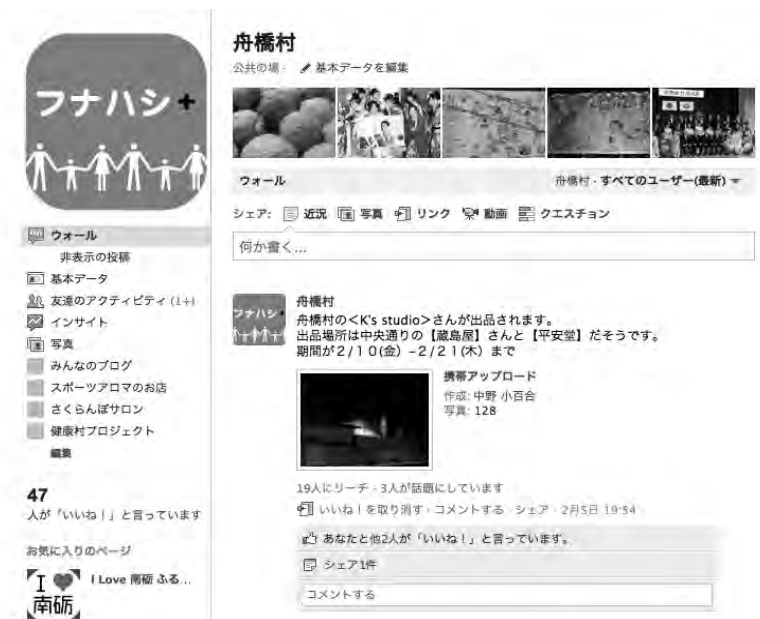 フナハシ+
ウォール
非表示の投稿
基本データ
友達のアクティビティ (1+)
インサイト
写真
みんなのブログ
スポーツアロマのお店
さくらんぼサロン
健康村プロジェクト
編集
47
人が「いいね!」と言っています
お気に入りのページ
I 南砺
I Love 南砺 ふる...
舟橋村
公共の場 · 基本データを編集
ウォール 舟橋村 · すべてのユーザー(最新)
シェア: 近況 写真 リンク 動画 クエスチョン
何か書く...
フナハシ+
舟橋村
舟橋村の<K's studio>さんが出品されます。
出品場所は中央通りの【蔵島屋】さんと【平安堂】だそうです。
期間が2/10(金)-2/21(木)まで
携帯アップロード
作成: 中野 小百合
写真: 128
19人にリーチ · 3人が話題にしています
いいね!を取り消す · コメントする · シェア · 2月5日 19:54
あなたと他2人が「いいね!」と言っています。
シェア1件
コメントする